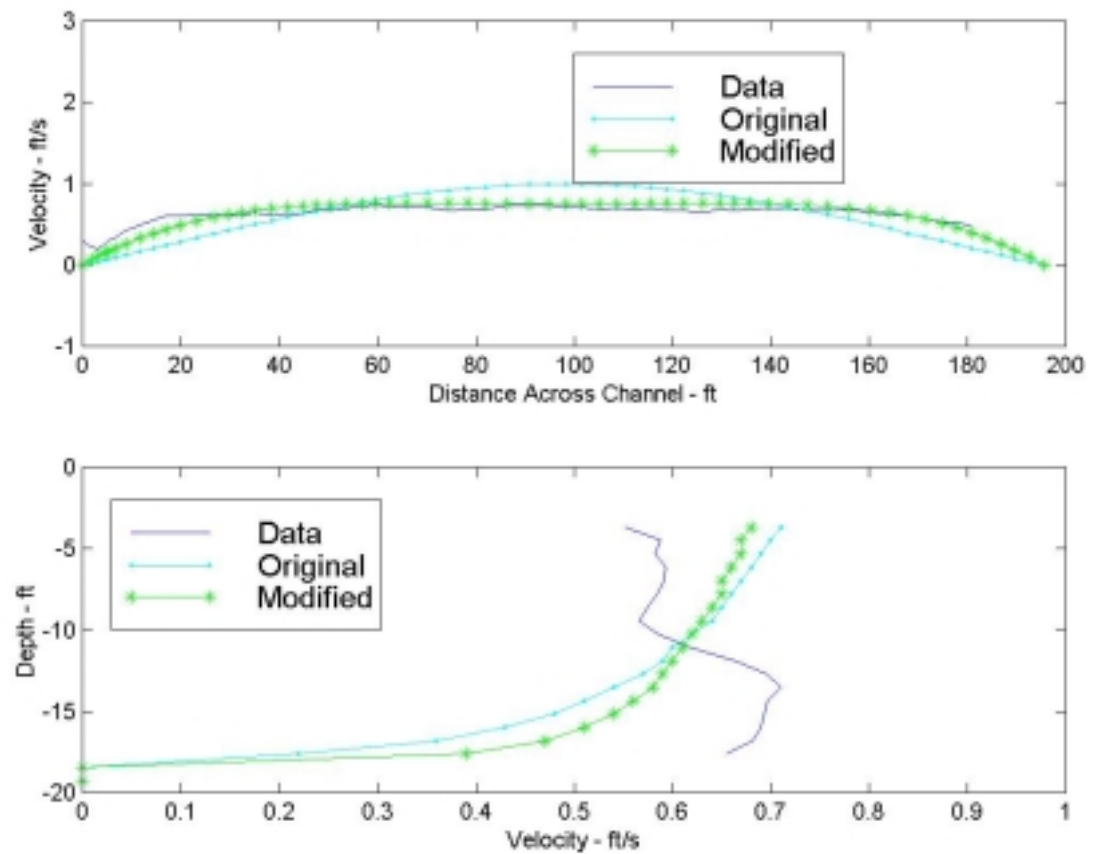 3
2
1
0
-1
Velocity - ft/s
Data
Original
Modified
0 20 40 60 80 100 120 140 160 180 200
Distance Across Channel - ft
0
-5
-10
-15
-20
Depth - ft
Data
Original
Modified
0 0.1 0.2 0.3 0.4 0.5 0.6 0.7 0.8 0.9 1
Velocity - ft/s